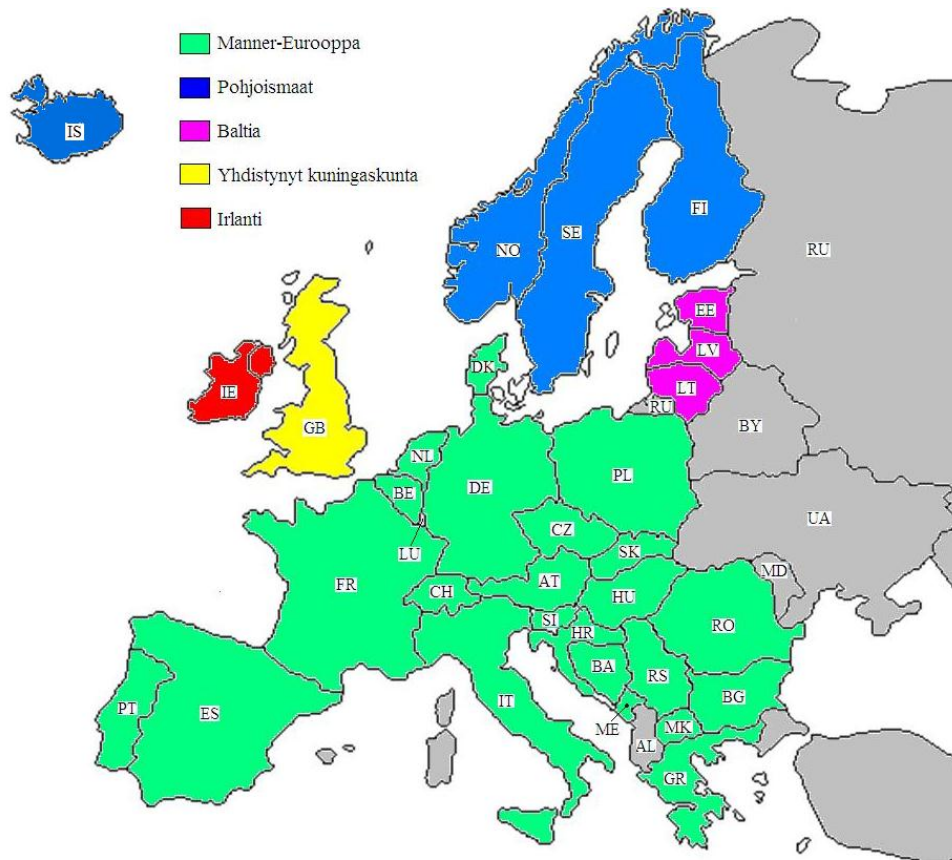 Manner-Eurooppa
Pohjoismaat
Baltia
Yhdistynyt kuningaskunta
Irlanti
IS
FI
SE
NO
RU
EE
LV
DK
LT
IE
RU
BY
GB
NL
PL
DE
BE
UA
CZ
LU
SK
MD
AT
FR
CH
HU
SI
RO
HR
BA
RS
BG
IT
PT
ES
ME
MK
AL
GR